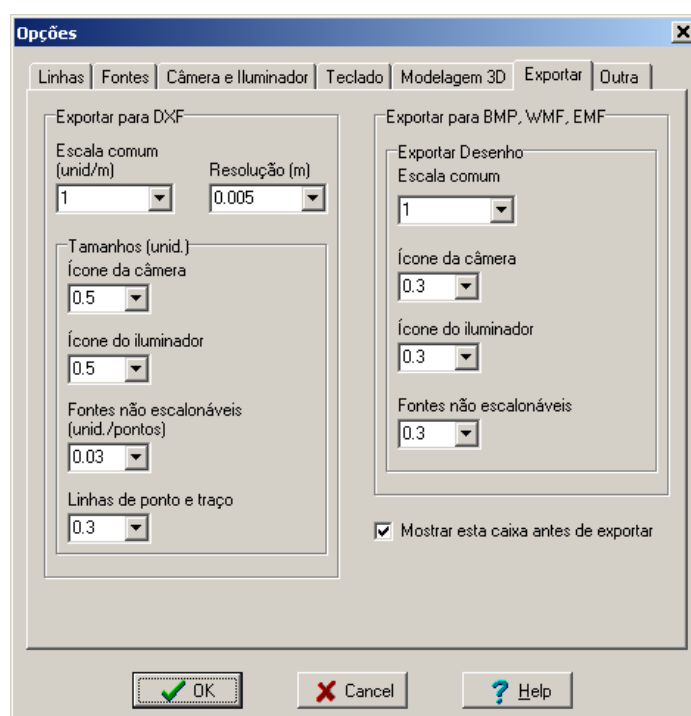 Opções
Linhas Fontes Câmera e Iluminador Teclado Modelagem 3D Exportar Outra
Exportar para DXF
Escala comum
(unid/m)
Resolução (m)
1
0.005
Tamanhos (unid.)
Ícone da câmera
0.5
Ícone do iluminador
0.5
Fontes não escalonáveis
(unid./pontos)
0.03
Linhas de ponto e traço
0.3
Exportar para BMP, WMF, EMF
Exportar Desenho
Escala comum
1
Ícone da câmera
0.3
Ícone do iluminador
0.3
Fontes não escalonáveis
0.3
Mostrar esta caixa antes de exportar
OK Cancel Help